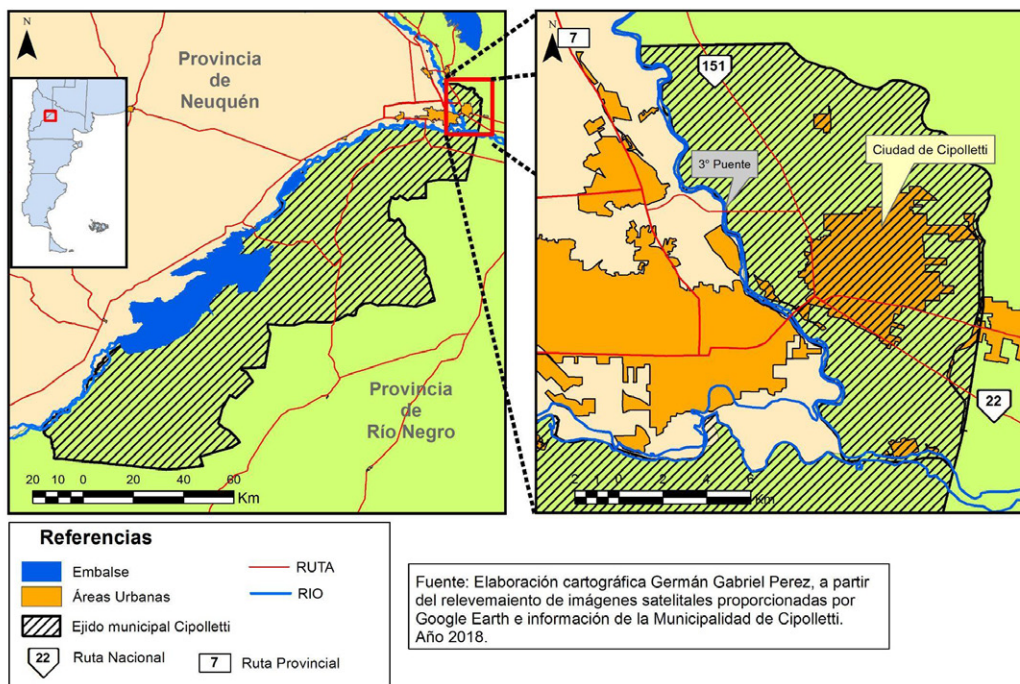 N
Provincia
de
Neuquén
Provincia
de
Río Negro
20 10 0 20 40 60
Km
N
7
151
3° Puente
Ciudad de Cipolletti
22
2 1 0 2 4 6
Km
Referencias
Embalse
Áreas Urbanas
Ejido municipal Cipolletti
22 Ruta Nacional
RUTA
RIO
7 Ruta Provincial
Fuente: Elaboración cartográfica Germán Gabriel Perez, a partir
del relevemaiento de imágenes satelitales proporcionadas por
Google Earth e información de la Municipalidad de Cipolletti.
Año 2018.